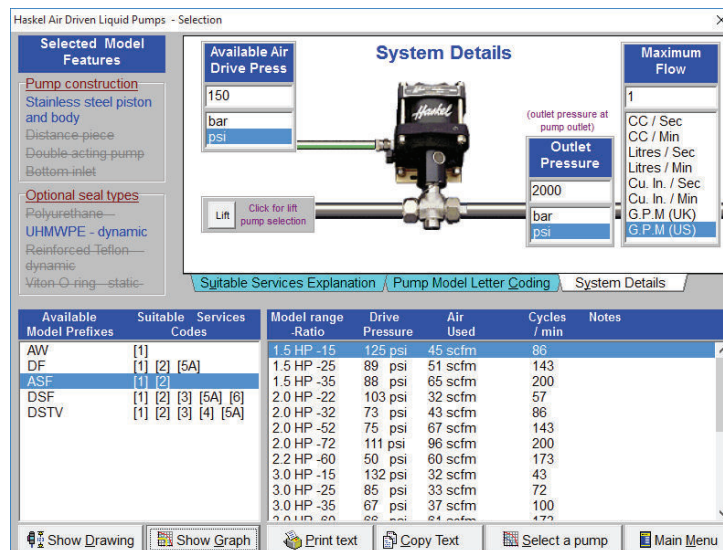 Haskel Air Driven Liquid Pumps - Selection
Selected Model
Features
Pump construction
Stainless steel piston
and body
Distance piece
Double acting pump
Bottom inlet
Optional seal types
Polyurethane
UHMWPE - dynamic
Reinforced Teflon
dynamic
Viton O ring - static
System Details
Available Air
Drive Press
150
bar
psi
Haskel
(outlet pressure at
pump outlet)
Outlet
Pressure
2000
bar
psi
Maximum
Flow
1
CC / Sec
CC / Min
Litres / Sec
Litres / Min
Cu. In. / Sec
Cu. In. / Min
G.P.M (UK)
G.P.M (US)
Lift
Click for lift
pump selection
Suitable Services Explanation
Pump Model Letter Coding
System Details
Available Suitable Services
Model Prefixes Codes
AW [1]
DF [1] [2] [5A]
ASF [1] [2]
DSF [1] [2] [3] [5A] [6]
DSTV [1] [2] [3] [4] [5A]
Model range Drive Air Cycles Notes
-Ratio Pressure Used / min
1.5 HP -15 125 psi 45 scfm 86
1.5 HP -25 89 psi 51 scfm 143
1.5 HP -35 88 psi 65 scfm 200
2.0 HP -22 103 psi 32 scfm 57
2.0 HP -32 73 psi 43 scfm 86
2.0 HP -52 75 psi 67 scfm 143
2.0 HP -72 111 psi 96 scfm 200
2.2 HP -60 50 psi 60 scfm 173
3.0 HP -15 132 psi 32 scfm 43
3.0 HP -25 85 psi 33 scfm 72
3.0 HP -35 67 psi 37 scfm 100
3.0 HP -60 66 psi 61 scfm 173
Show Drawing
Show Graph
Print text
Copy Text
Select a pump
Main Menu